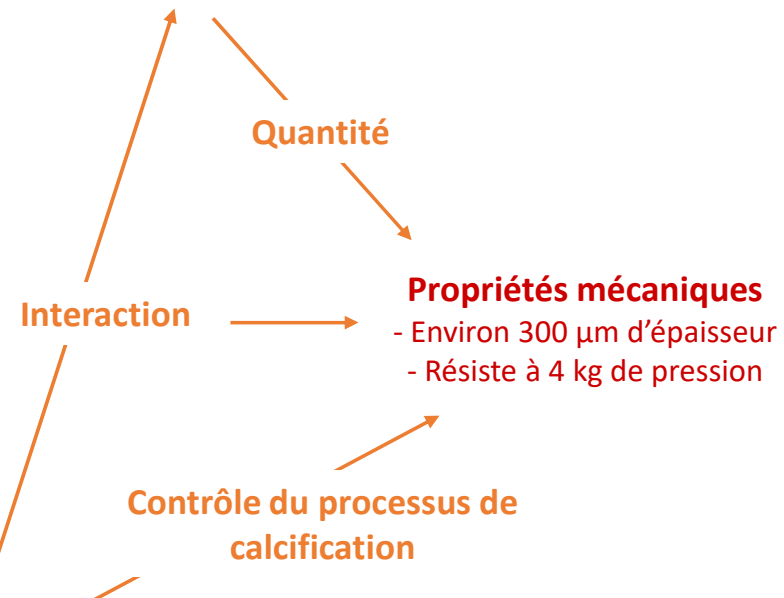 Quantité
Interaction
Propriétés mécaniques
- Environ 300 µm d’épaisseur
- Résiste à 4 kg de pression
Contrôle du processus de
calcification